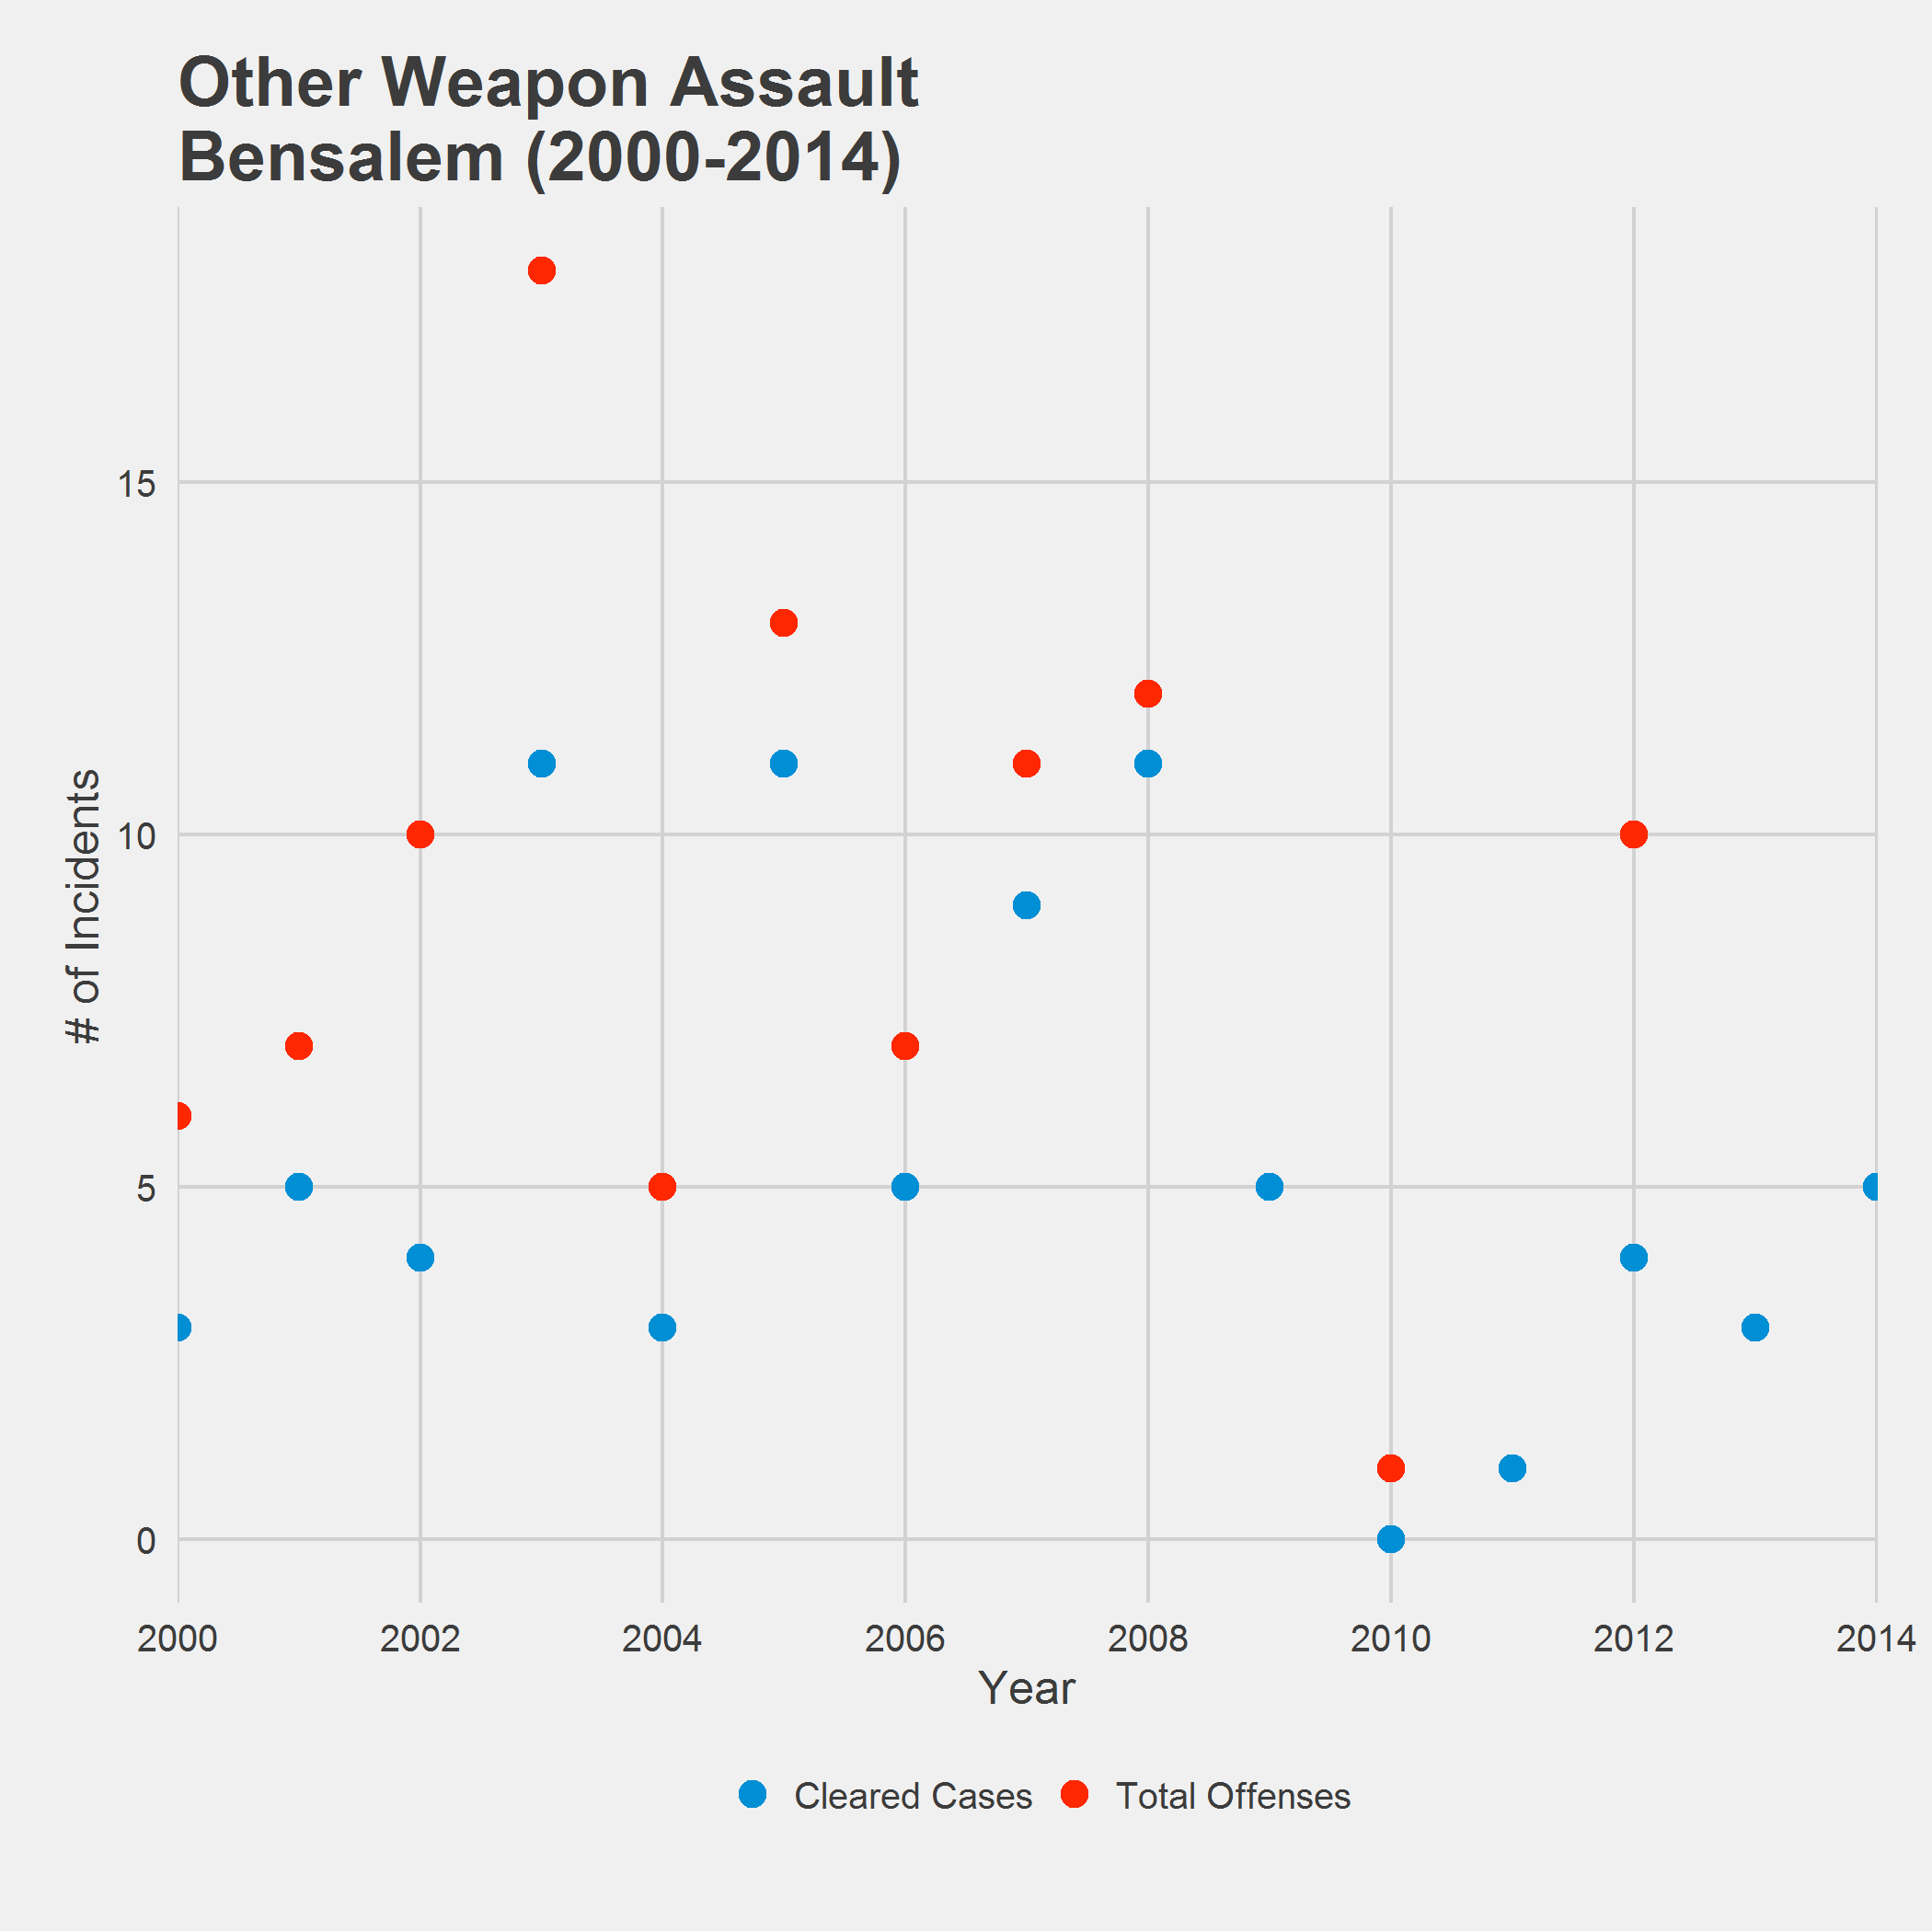 Other Weapon Assault
Bensalem (2000-2014)
# of Incidents
15
10
5
0
2000 2002 2004 2006 2008 2010 2012 2014
Year
Cleared Cases Total Offenses